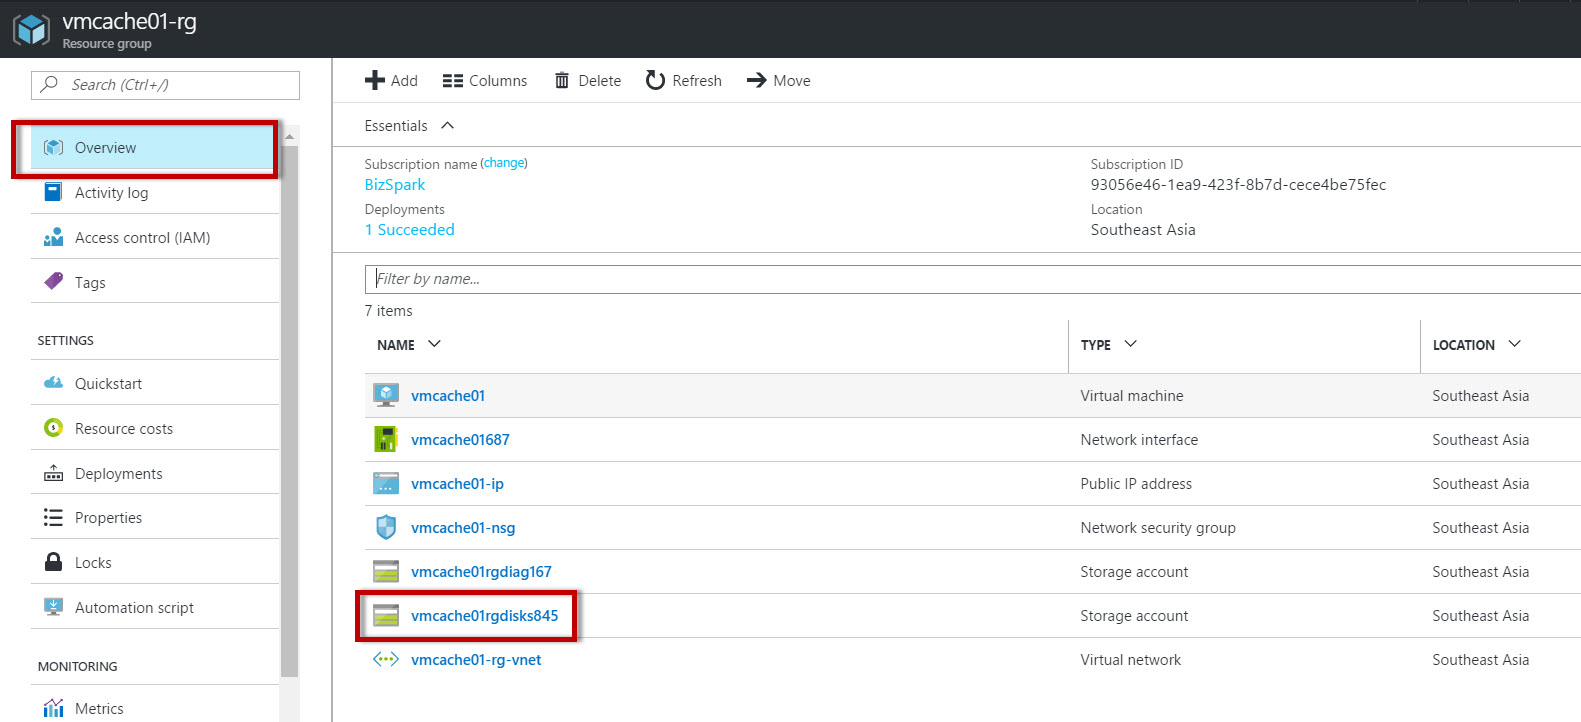 vmcache01-rg
Resource group
Search (Ctrl+/)
Overview
Activity log
Access control (IAM)
Tags
SETTINGS
Quickstart
Resource costs
Deployments
Properties
Locks
Automation script
MONITORING
Metrics
Add Columns Delete Refresh Move
Essentials
Subscription name (change)
BizSpark
Deployments
1 Succeeded
Subscription ID
93056e46-1ea9-423f-8b7d-cece4be75fec
Location
Southeast Asia
Filter by name...
7 items
NAME TYPE LOCATION
vmcache01 Virtual machine Southeast Asia
vmcache01687 Network interface Southeast Asia
vmcache01-ip Public IP address Southeast Asia
vmcache01-nsg Network security group Southeast Asia
vmcache01rgdiag167 Storage account Southeast Asia
vmcache01rgdisks845 Storage account Southeast Asia
vmcache01-rg-vnet Virtual network Southeast Asia